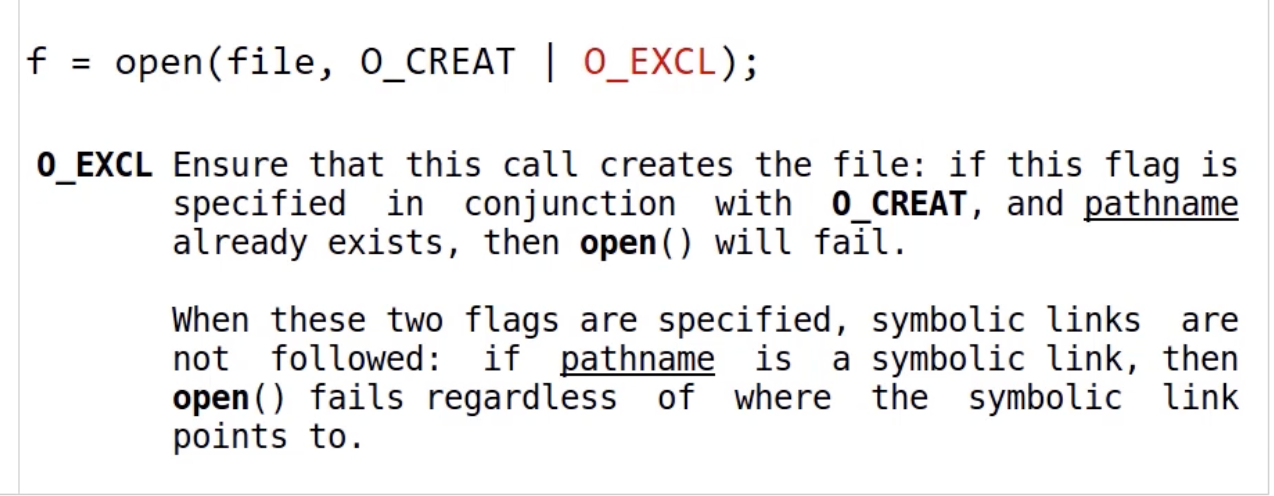 f = open(file, O_CREAT | O_EXCL);
O_EXCL Ensure that this call creates the file: if this flag is
specified in conjunction with O_CREAT, and pathname
already exists, then open() will fail.
When these two flags are specified, symbolic links are
not followed: if pathname is a symbolic link, then
open() fails regardless of where the symbolic link
points to.